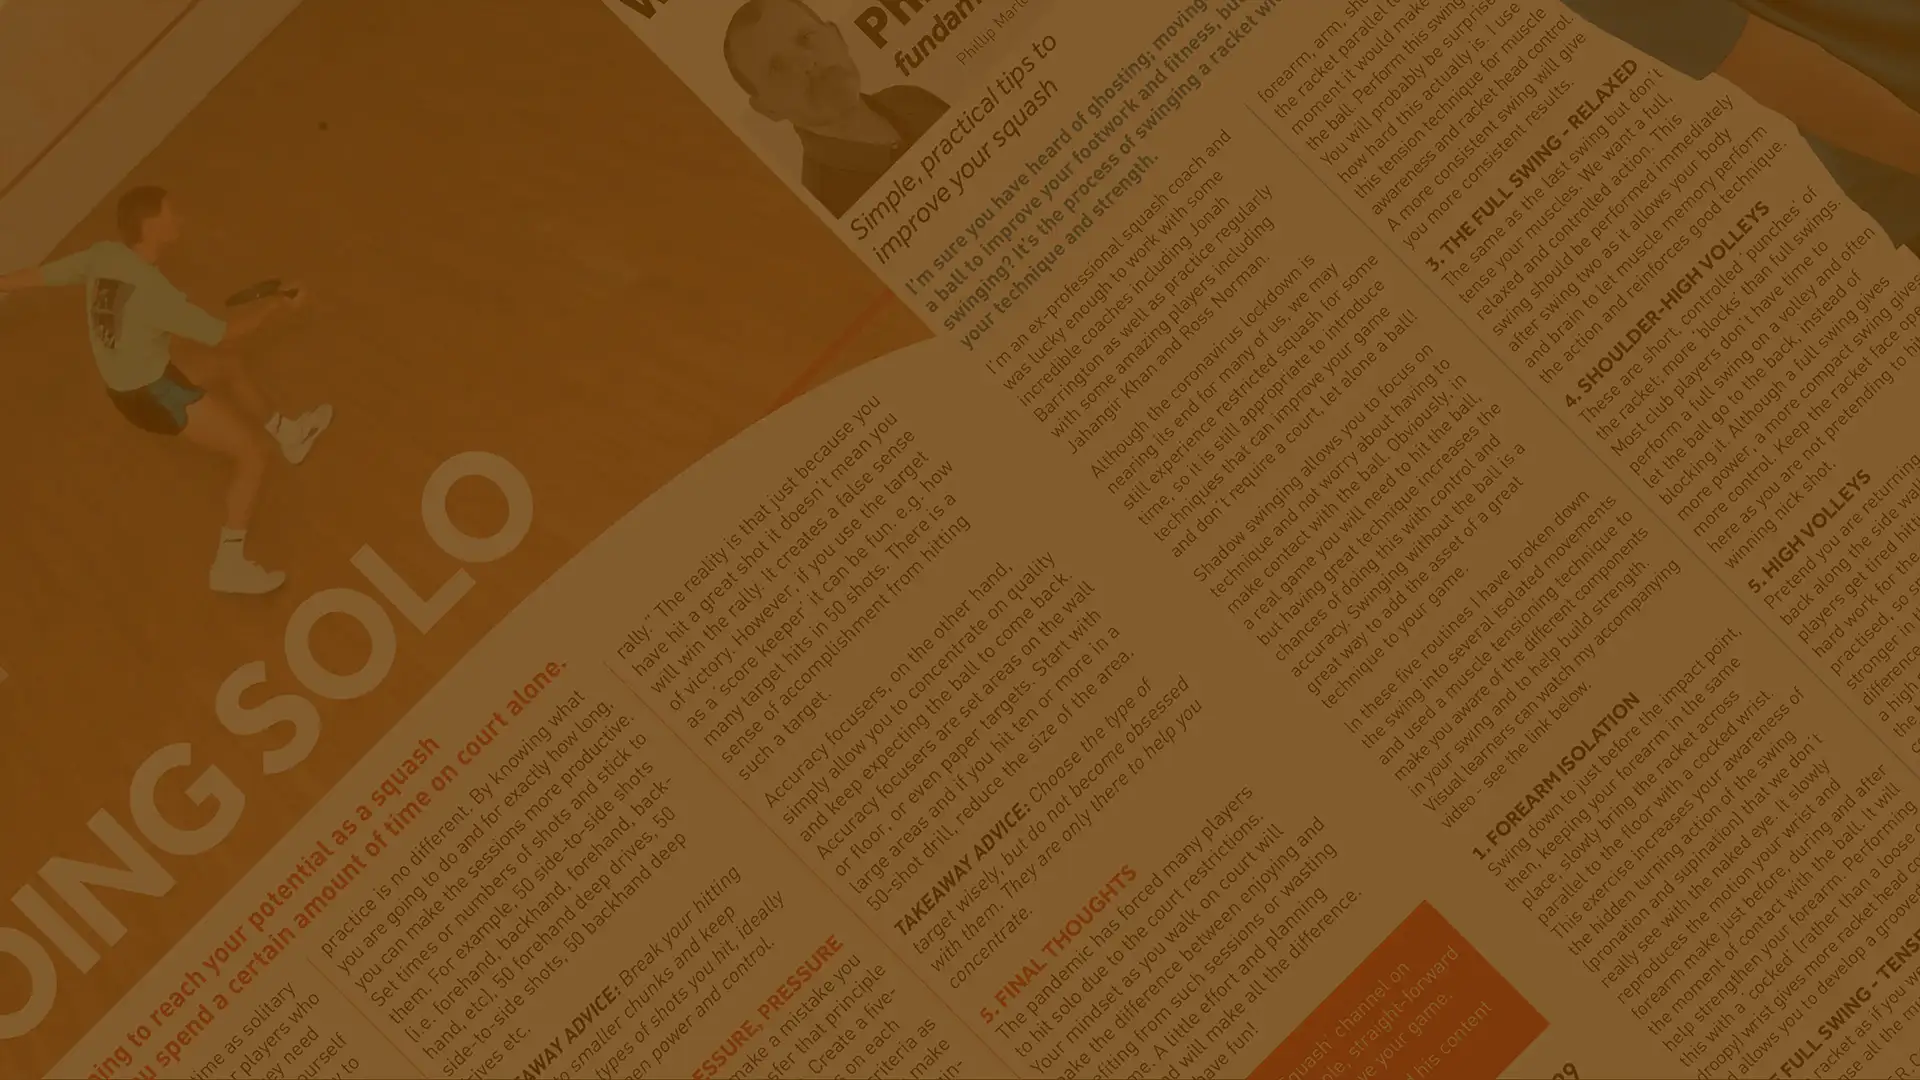 OING SOLO
ning to reach your potential as a squash
ou spend a certain amount of time on court alone.
time as solitary
players who
ey need
ourself
y to
practice is no different. By knowing what
you are going to do and for exactly how long,
you can make the sessions more productive.
Set times or numbers of shots and stick to
them. For example, 50 side-to-side shots
(i.e. forehand, backhand, forehand, back-
hand, etc), 50 forehand deep drives, 50
side-to-side shots, 50 backhand deep
rives etc.
AWAY ADVICE: Break your hitting
to smaller chunks and keep
types of shots you hit, ideally
en power and control.
ESSURE, PRESSURE
make a mistake you
fer that principle
Create a five-
s on each
riteria as
make
min-
rally." The reality is that just because you
have hit a great shot it doesn't mean you
will win the rally. It creates a false sense
of victory. However, if you use the target
as a 'score keeper' it can be fun. e.g. how
many target hits in 50 shots. There is a
sense of accomplishment from hitting
such a target.
Accuracy focusers, on the other hand,
simply allow you to concentrate on quality
and keep expecting the ball to come back.
Accuracy focusers are set areas on the wall
or floor, or even paper targets. Start with
large areas and if you hit ten or more in a
50-shot drill, reduce the size of the area.
TAKEAWAY ADVICE: Choose the type of
target wisely, but do not become obsessed
with them. They are only there to help you
concentrate.
5. FINAL THOUGHTS
The pandemic has forced many players
to hit solo due to the court restrictions.
Your mindset as you walk on court will
make the difference between enjoying and
efiting from such sessions or wasting
e. A little effort and planning
and will make all the difference.
have fun!
quash channel on
ple, straight-forward
ve your game.
d his content
Ph
fundam
Phillip Marlo
Simple, practical tips to
improve your squash
I'm sure you have heard of ghosting; moving
a ball to improve your footwork and fitness, but
swinging? It's the process of swinging a racket wi
your technique and strength.
I'm an ex-professional squash coach and
was lucky enough to work with some
incredible coaches including Jonah
Barrington as well as practice regularly
with some amazing players including
Jahangir Khan and Ross Norman.
Although the coronavirus lockdown is
nearing its end for many of us, we may
still experience restricted squash for some
time, so it is still appropriate to introduce
techniques that can improve your game
and don't require a court, let alone a ball!
Shadow swinging allows you to focus on
technique and not worry about having to
make contact with the ball. Obviously, in
a real game you will need to hit the ball,
but having great technique increases the
chances of doing this with control and
accuracy. Swinging without the ball is a
great way to add the asset of a great
technique to your game.
In these five routines I have broken down
the swing into several isolated movements
and used a muscle tensioning technique to
make you aware of the different components
in your swing and to help build strength.
Visual learners can watch my accompanying
video - see the link below.
1. FOREARM ISOLATION
Swing down to just before the impact point,
then, keeping your forearm in the same
place, slowly bring the racket across
parallel to the floor with a cocked wrist.
This exercise increases your awareness of
the hidden turning action of the swing
(pronation and supination) that we don't
really see with the naked eye. It slowly
reproduces the motion your wrist and
forearm make just before, during and after
the moment of contact with the ball. It will
help strengthen your forearm. Performing
this with a 'cocked' (rather than a loose o
droopy) wrist gives more racket head co
d allows you to develop a groove
FULL SWING - TENSE
racket as if you w
se all the m
forearm, arm, sho
the racket parallel to
moment it would make
the ball. Perform this swing
You will probably be surprise
how hard this actually is. I use
this tension technique for muscle
awareness and racket head control.
A more consistent swing will give
you more consistent results.
3. THE FULL SWING - RELAXED
The same as the last swing but don't
tense your muscles. We want a full,
relaxed and controlled action. This
swing should be performed immediately
after swing two as it allows your body
and brain to let muscle memory perform
the action and reinforces good technique.
4. SHOULDER-HIGH VOLLEYS
These are short, controlled 'punches' of
the racket; more 'blocks' than full swings.
Most club players don't have time to
perform a full swing on a volley and often
let the ball go to the back, instead of
blocking it. Although a full swing gives
more power, a more compact swing gives
more control. Keep the racket face ope
here as you are not pretending to hit
winning nick shot.
5. HIGH VOLLEYS
Pretend you are returning
back along the side wal
players get tired hittin
hard work for the
practised, so s
stronger in
difference
a high
the b